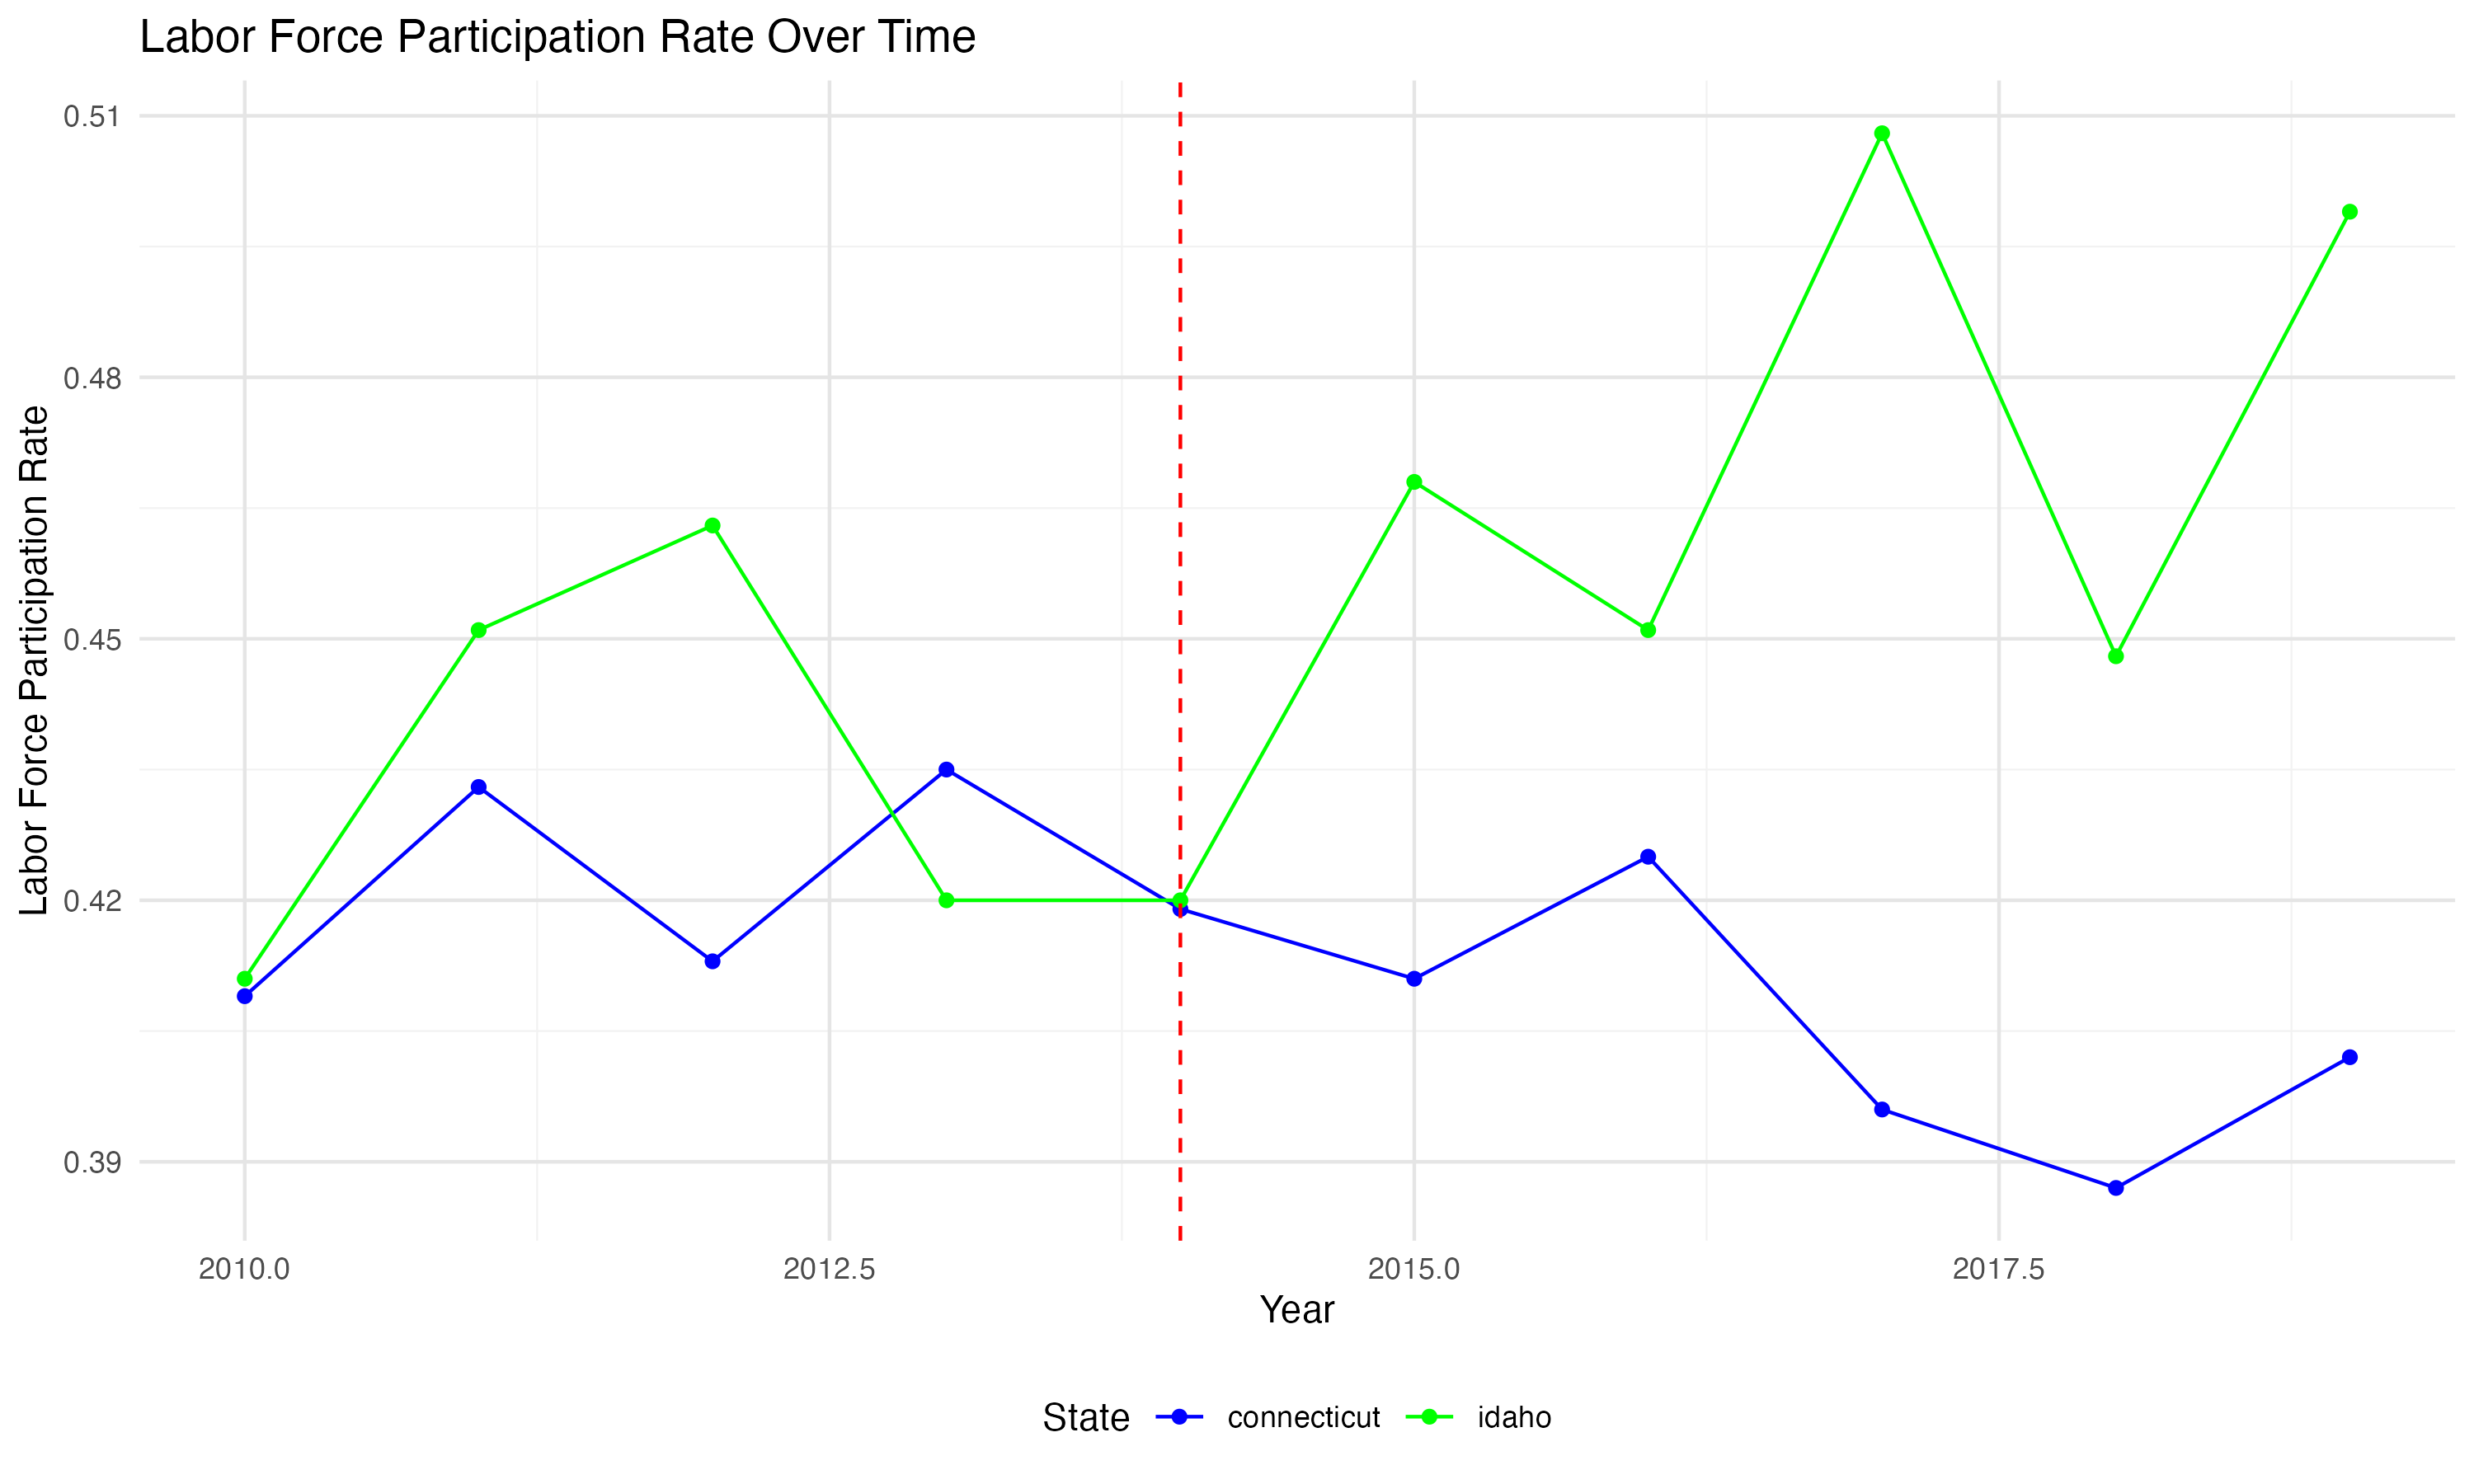 Labor Force Participation Rate Over Time
Labor Force Participation Rate
0.51
0.48
0.45
0.42
0.39
2010.0 2012.5 2015.0 2017.5
Year
State connecticut idaho